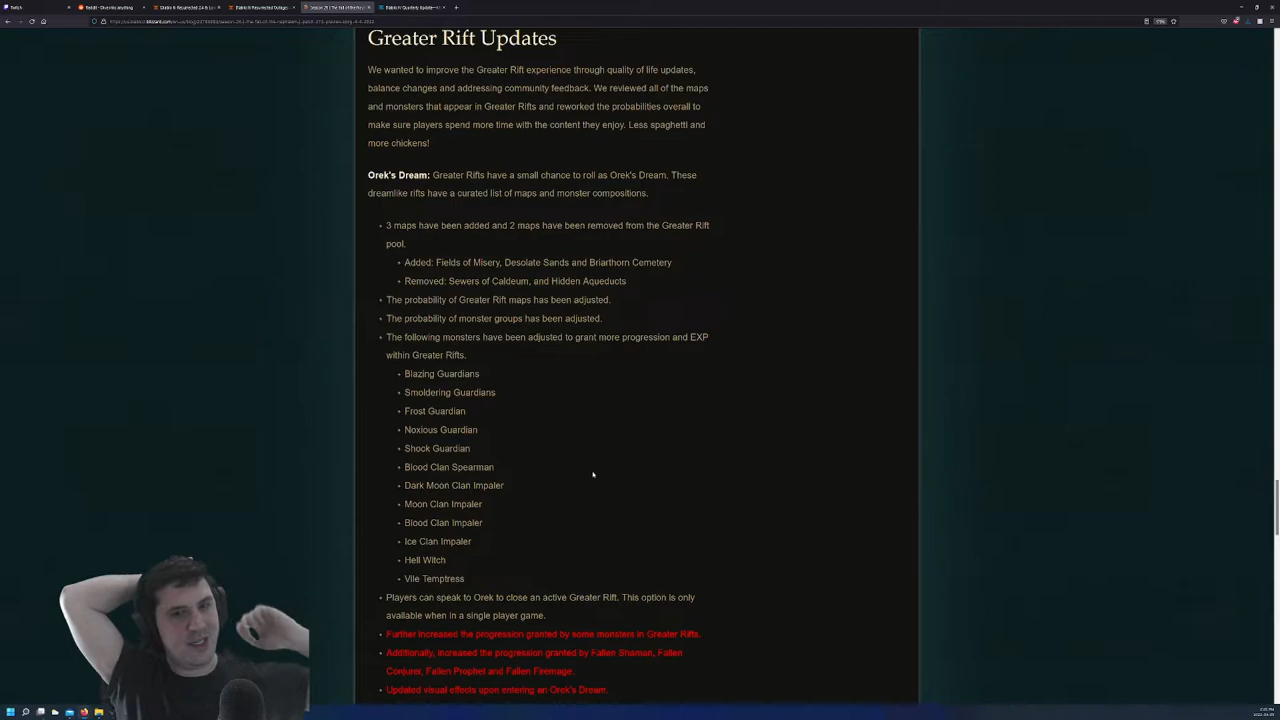 Twitch
Greater Rift Updates
We wanted to improve the Greater Rift experience through quality of life updates,
balance changes and addressing community feedback. We reviewed all of the maps
and monsters that appear in Greater Rifts and reworked the probabilities overall to
make sure players spend more time with the content they enjoy. Less spaghetti and
more chickens!
Orek's Dream: Greater Rifts have a small chance to roll as Orek's Dream. These
dreamlike rifts have a curated list of maps and monster compositions.
3 maps have been added and 2 maps have been removed from the Greater Rift
pool.
Added: Fields of Misery, Desolate Sands and Briarthorn Cemetery
Removed: Sewers of Caldeum, and Hidden Aqueducts
The probability of Greater Rift maps has been adjusted.
The probability of monster groups has been adjusted.
The following monsters have been adjusted to grant more progression and EXP
within Greater Rifts.
Blazing Guardians
Smoldering Guardians
Frost Guardian
Noxious Guardian
Shock Guardian
Blood Clan Spearman
Dark Moon Clan Impaler
Moon Clan Impaler
Blood Clan Impaler
Ice Clan Impaler
Hell Witch
Vile Temptress
Players can speak to Orek to close an active Greater Rift. This option is only
available when in a single player game.
Further increased the progression granted by some monsters in Greater Rifts.
Additionally, increased the progression granted by Fallen Shaman, Fallen
Conjurer, Fallen Prophet and Fallen Firemage.
Updated visual effects upon entering an Orek's Dream.